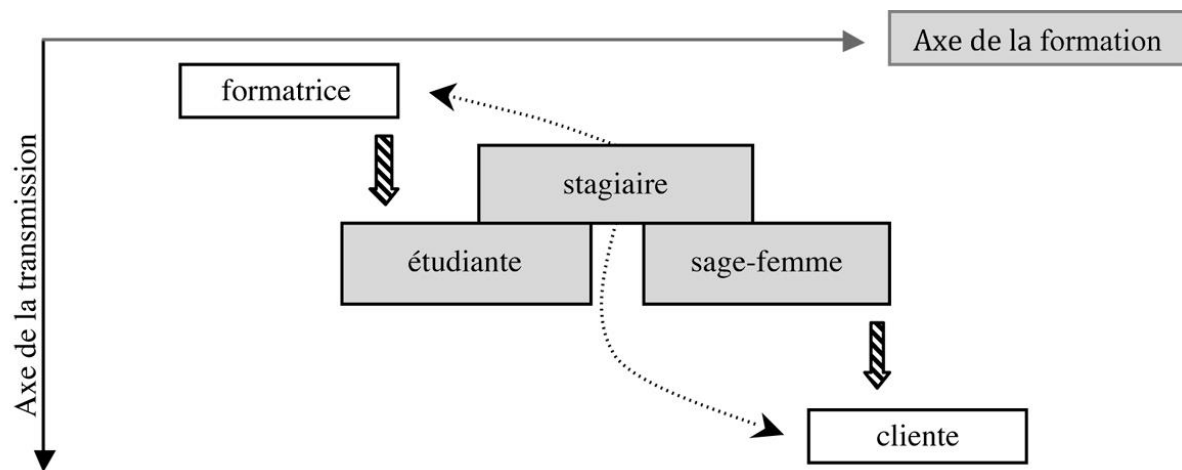 Axe de la formation
formatrice
stagiaire
étudiante
sage-femme
Axe de la transmission
cliente